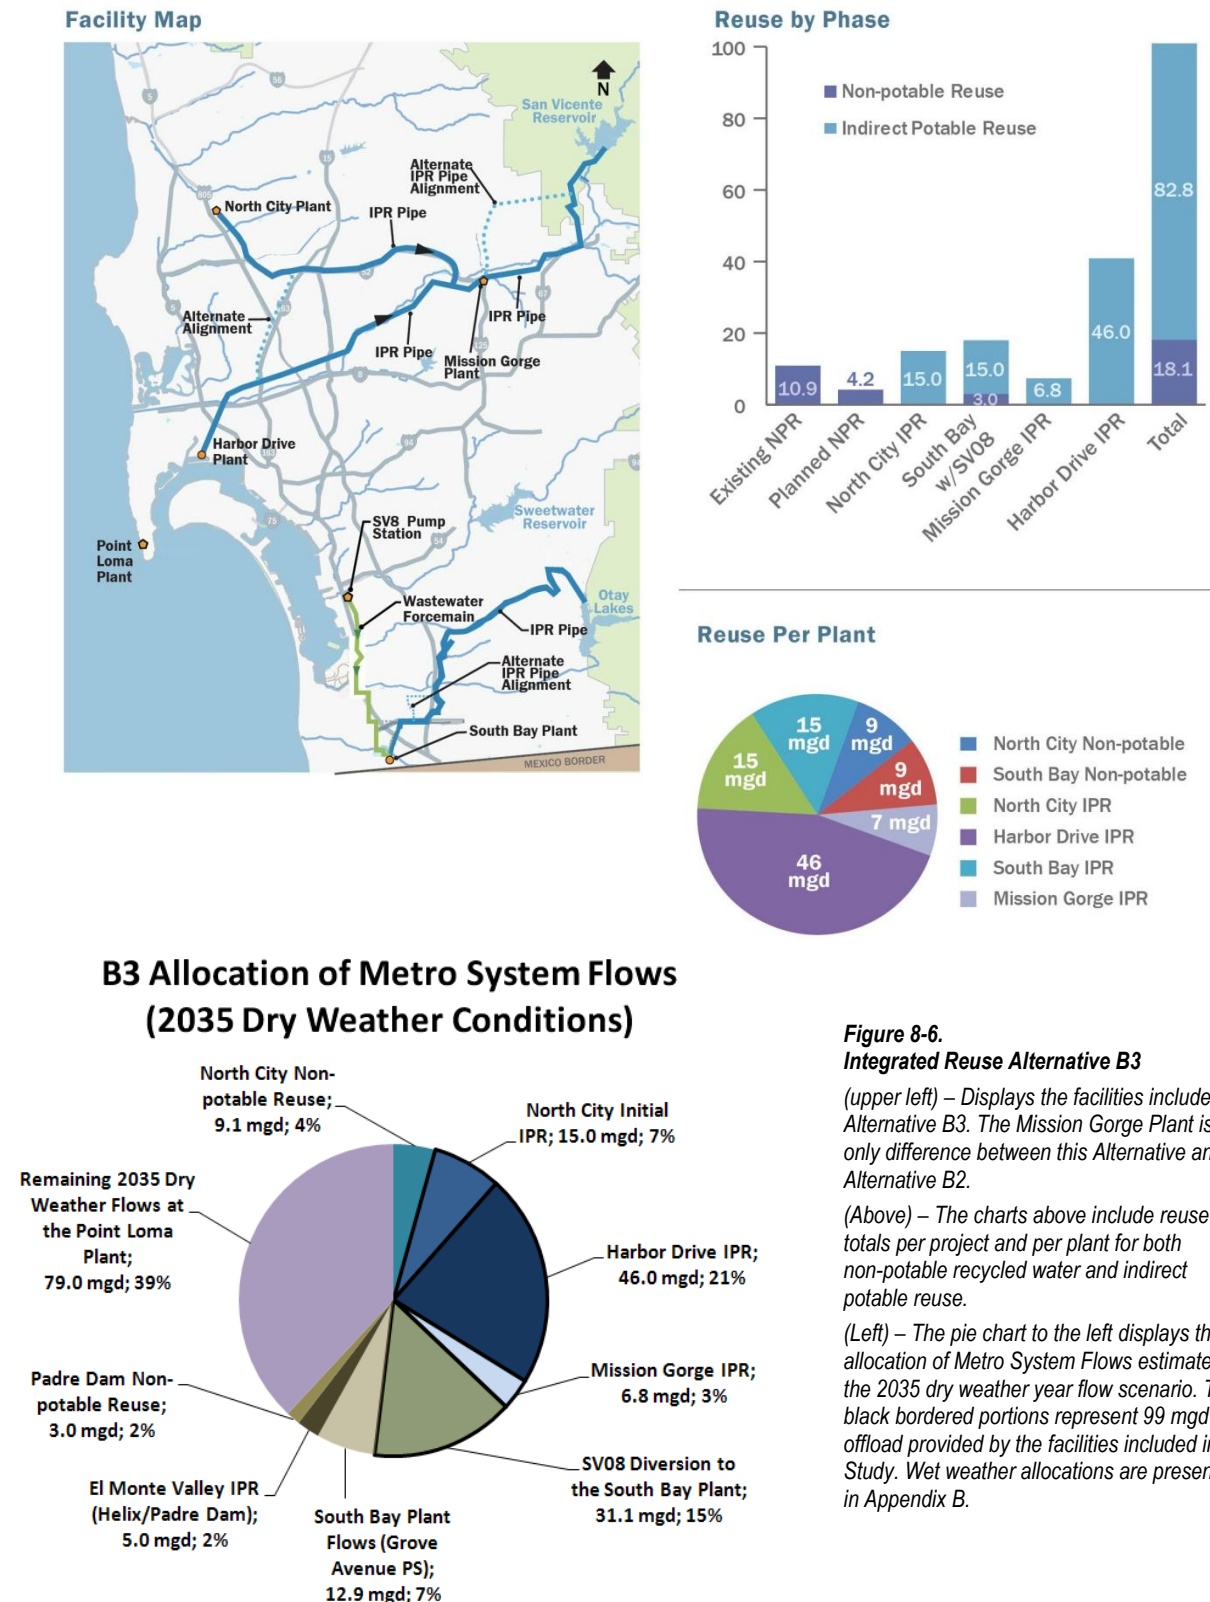 Facility Map
56
5
15
805
N
San Vicente
Reservoir
Alternate
IPR Pipe
Alignment
North City Plant
IPR Pipe
52
5
67
Alternate
Alignment
163
IPR Pipe
IPR Pipe
Mission Gorge
Plant
125
8
Harbor Drive
Plant
94
163
75
Sweetwater
Reservoir
SV8 Pump
Station
54
Point
Loma
Plant
Wastewater
Forcemain
Otay
Lakes
IPR Pipe
Alternate
IPR Pipe
Alignment
South Bay Plant
MEXICO BORDER
Reuse by Phase
100
80
60
40
20
0
Non-potable Reuse
Indirect Potable Reuse
10.9
4.2
15.0
15.0
3.0
6.8
46.0
82.8
18.1
Existing NPR
Planned NPR
North City IPR
South Bay
w/SV08
Mission Gorge IPR
Harbor Drive IPR
Total
Reuse Per Plant
15
mgd
9
mgd
15
mgd
9
mgd
7 mgd
46
mgd
North City Non-potable
South Bay Non-potable
North City IPR
Harbor Drive IPR
South Bay IPR
Mission Gorge IPR
B3 Allocation of Metro System Flows
(2035 Dry Weather Conditions)
North City Non-
potable Reuse;
9.1 mgd; 4%
North City Initial
IPR; 15.0 mgd; 7%
Remaining 2035 Dry
Weather Flows at
the Point Loma
Plant;
79.0 mgd; 39%
Harbor Drive IPR;
46.0 mgd; 21%
Mission Gorge IPR;
6.8 mgd; 3%
Padre Dam Non-
potable Reuse;
3.0 mgd; 2%
SV08 Diversion to
the South Bay Plant;
31.1 mgd; 15%
El Monte Valley IPR
(Helix/Padre Dam);
5.0 mgd; 2%
South Bay Plant
Flows (Grove
Avenue PS);
12.9 mgd; 7%
Figure 8-6.
Integrated Reuse Alternative B3
(upper left) – Displays the facilities include
Alternative B3. The Mission Gorge Plant is
only difference between this Alternative an
Alternative B2.
(Above) – The charts above include reuse
totals per project and per plant for both
non-potable recycled water and indirect
potable reuse.
(Left) – The pie chart to the left displays th
allocation of Metro System Flows estimate
the 2035 dry weather year flow scenario. T
black bordered portions represent 99 mgd
offload provided by the facilities included i
Study. Wet weather allocations are presen
in Appendix B.